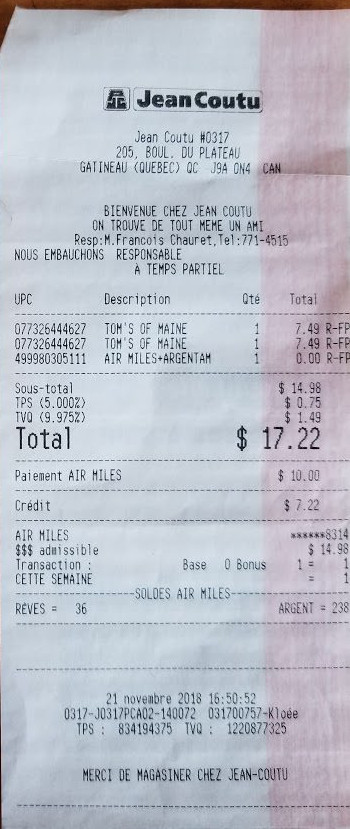 Jean Coutu
Jean Coutu #0317
205, BOUL. DU PLATEAU
GATINEAU (QUEBEC) QC J9A 0N4 CAN
BIENVENUE CHEZ JEAN COUTU
ON TROUVE DE TOUT MEME UN AMI
Resp:M.Francois Chauret,Tel:771-4515
NOUS EMBAUCHONS RESPONSABLE
À TEMPS PARTIEL
UPC Description Qté Total
077326444627 TOM'S OF MAINE 1 7.49 R-FP
077326444627 TOM'S OF MAINE 1 7.49 R-FP
499980305111 AIR MILES+ARGENTAM 1 0.00 R-FP
Sous-total $ 14.98
TPS (5.000%) $ 0.75
TVQ (9.975%) $ 1.49
Total $ 17.22
Paiement AIR MILES $ 10.00
Crédit $ 7.22
AIR MILES ******8314
$$$ admissible $ 14.98
Transaction : Base 0 Bonus 1 = 1
CETTE SEMAINE = 1
SOLDES AIR MILES
RÊVES = 36 ARGENT = 238
21 novembre 2018 16:50:52
0317-J0317PCA02-140072 031700757-Kloée
TPS : 834194375 TVQ : 1220877325
MERCI DE MAGASINER CHEZ JEAN-COUTU